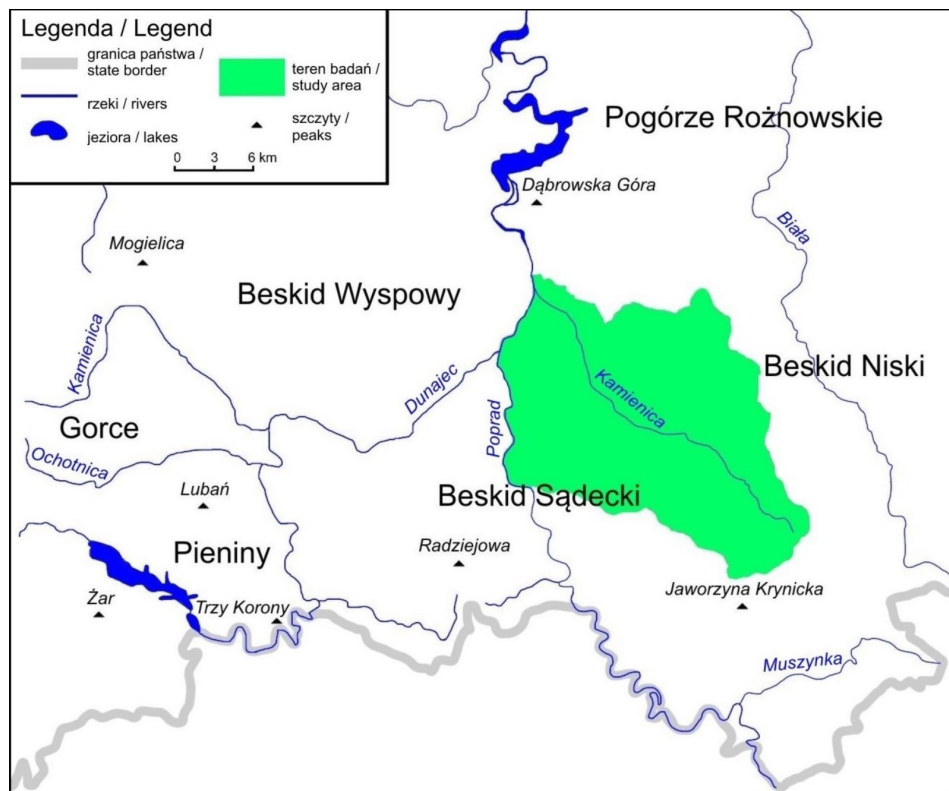 Legenda / Legend
granica państwa /
state border
rzeki / rivers
jeziora / lakes
teren badań /
study area
szczyty /
peaks
0 3 6 km
Pogórze Rożnowskie
Dąbrowska Góra
Mogielica
Biała
Beskid Wyspowy
Kamienica
Dunajec
Kamienica
Beskid Niski
Gorce
Poprad
Ochotnica
Lubań
Beskid Sądecki
Pieniny
Radziejowa
Żar
Trzy Korony
Jaworzyna Krynicka
Muszynka